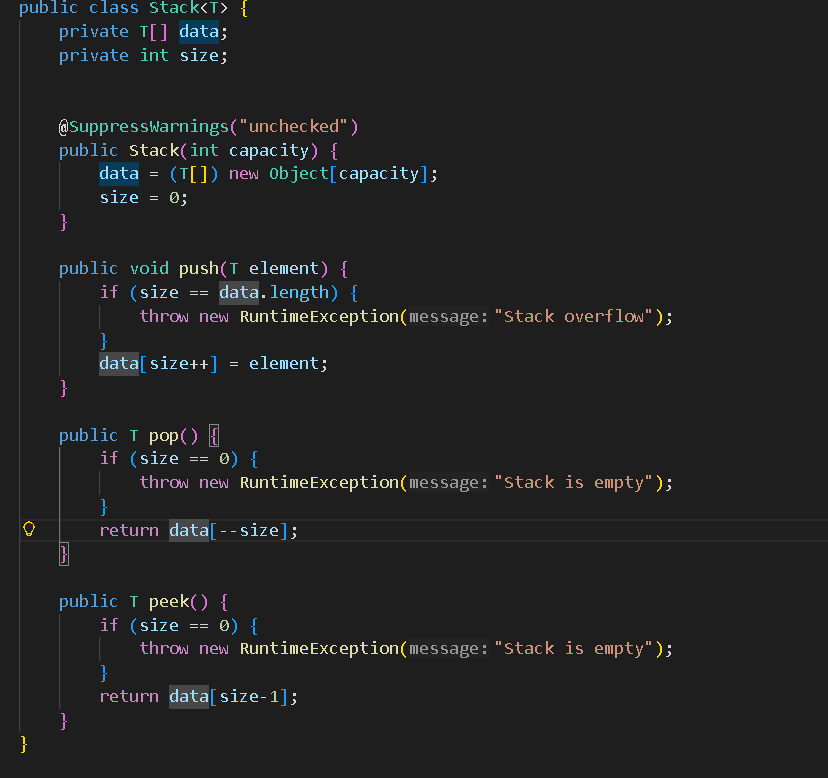 public class Stack<T> {
    private T[] data;
    private int size;
    @SuppressWarnings("unchecked")
    public Stack(int capacity) {
        data = (T[]) new Object[capacity];
        size = 0;
    }
    public void push(T element) {
        if (size == data.length) {
            throw new RuntimeException(message: "Stack overflow");
        }
        data[size++] = element;
    }
    public T pop() {
        if (size == 0) {
            throw new RuntimeException(message: "Stack is empty");
        }
        return data[--size];
    }
    public T peek() {
        if (size == 0) {
            throw new RuntimeException(message: "Stack is empty");
        }
        return data[size-1];
    }
}